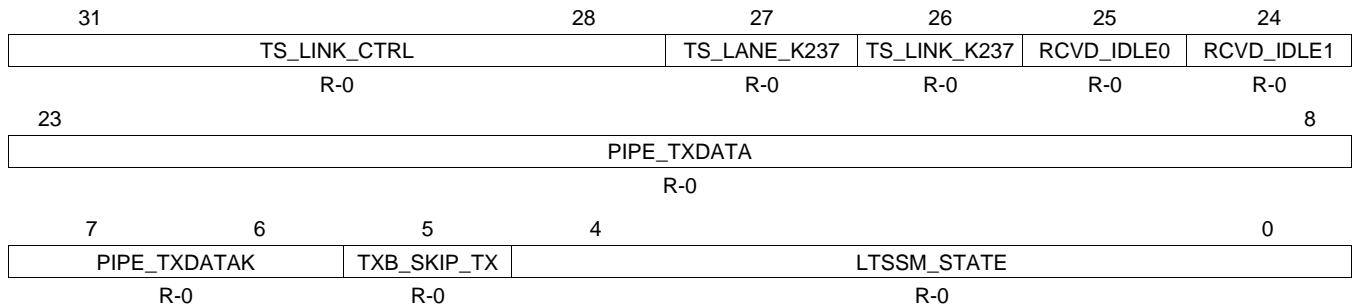 31 28 27 26 25 24
TS_LINK_CTRL TS_LANE_K237 TS_LINK_K237 RCVD_IDLE0 RCVD_IDLE1
R-0 R-0 R-0 R-0 R-0
23 8
PIPE_TXDATA
R-0
7 6 5 4 0
PIPE_TXDATAK TXB_SKIP_TX LTSSM_STATE
R-0 R-0 R-0